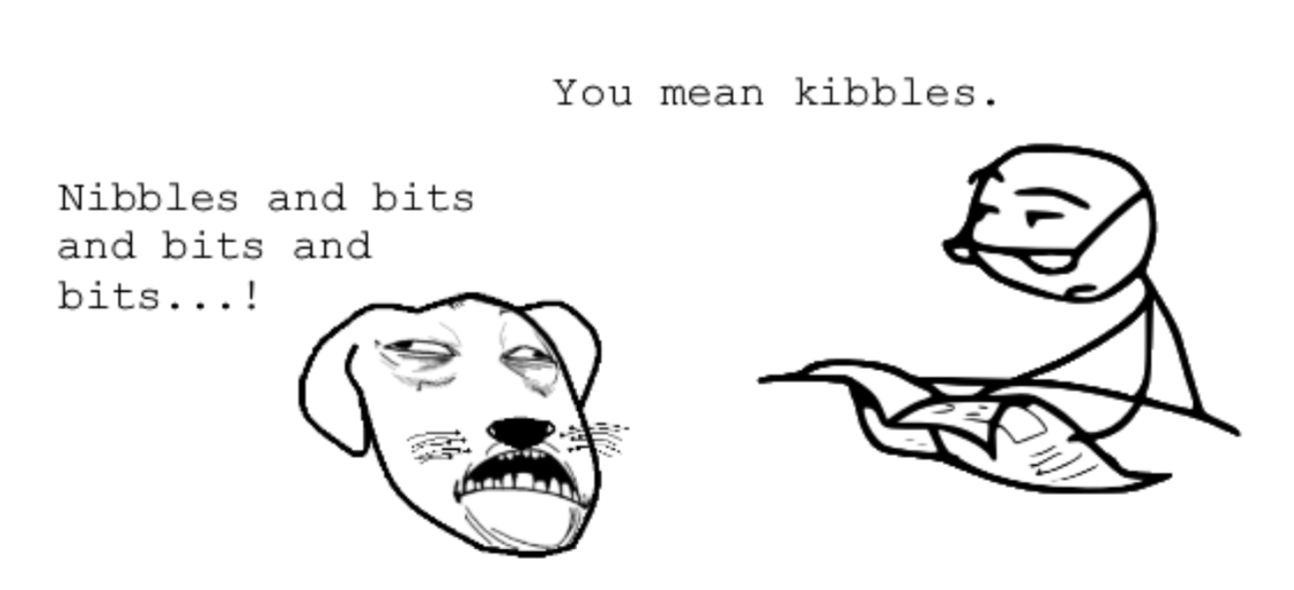 You mean kibbles.
Nibbles and bits
and bits and
bits...!